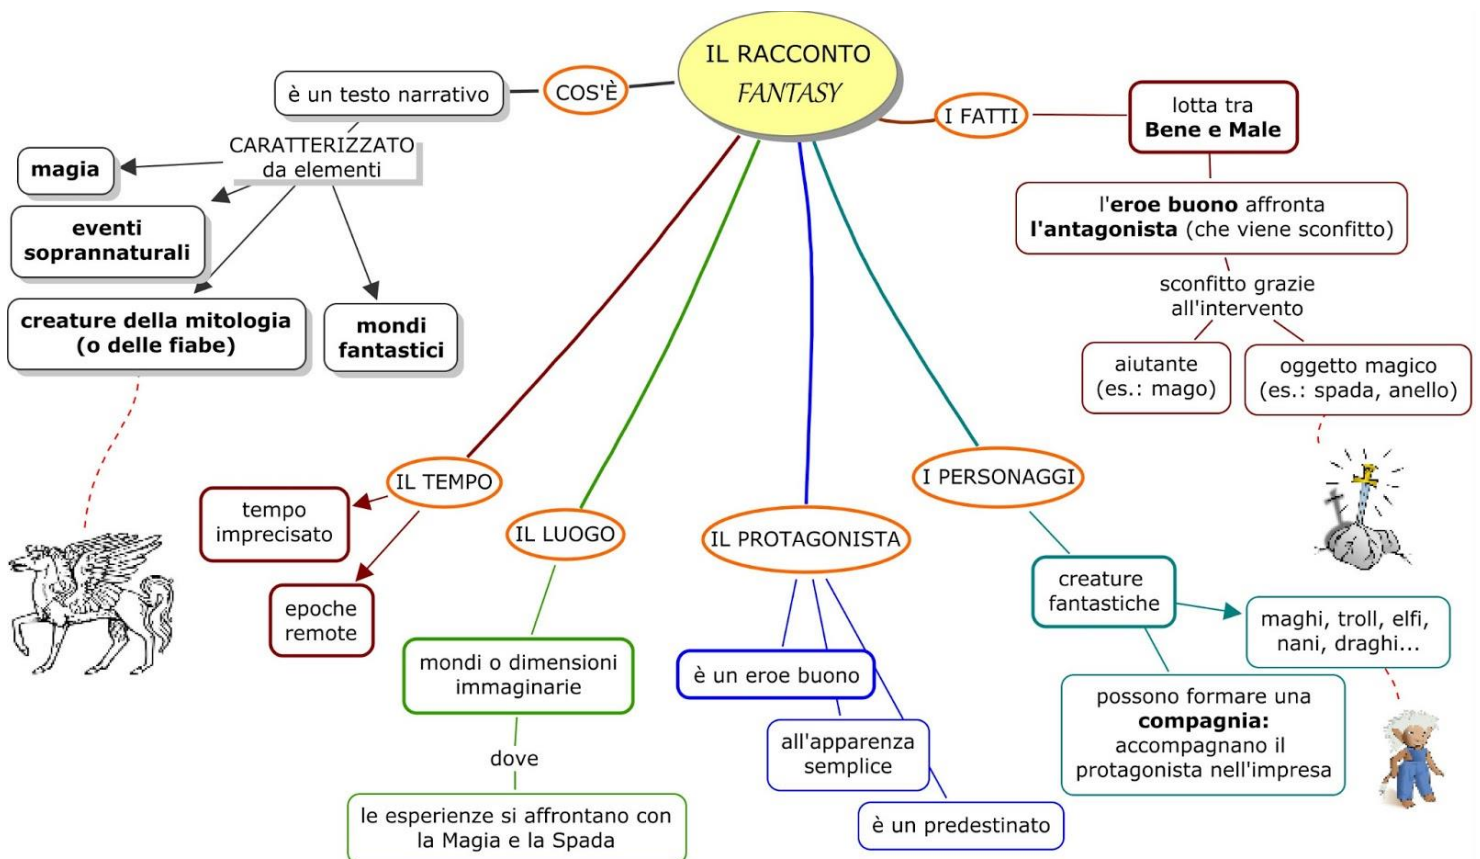 IL RACCONTO
FANTASY
COS'È
è un testo narrativo
CARATTERIZZATO
da elementi
magia
eventi
soprannaturali
creature della mitologia
(o delle fiabe)
mondi
fantastici
I FATTI
lotta tra
Bene e Male
l'eroe buono affronta
l'antagonista (che viene sconfitto)
sconfitto grazie
all'intervento
aiutante
(es.: mago)
oggetto magico
(es.: spada, anello)
IL TEMPO
tempo
imprecisato
epoche
remote
IL LUOGO
mondi o dimensioni
immaginarie
dove
le esperienze si affrontano con
la Magia e la Spada
IL PROTAGONISTA
è un eroe buono
all'apparenza
semplice
è un predestinato
I PERSONAGGI
creature
fantastiche
maghi, troll, elfi,
nani, draghi...
possono formare una
compagnia:
accompagnano il
protagonista nell'impresa